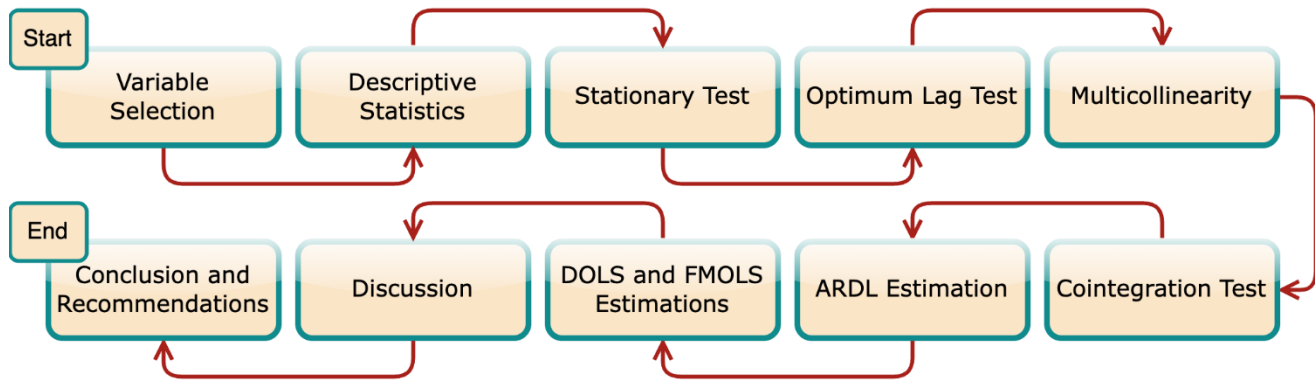 Start
Variable
Selection
Descriptive
Statistics
Stationary Test
Optimum Lag Test
Multicollinearity
End
Conclusion and
Recommendations
Discussion
DOLS and FMOLS
Estimations
ARDL Estimation
Cointegration Test